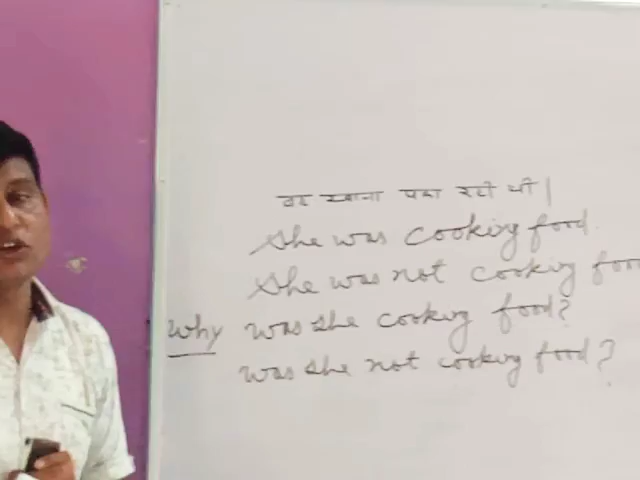 वह खाना पका रही थी |
She was cooking food.
She was not cooking food
Why was she cooking food?
was she not cooking food?